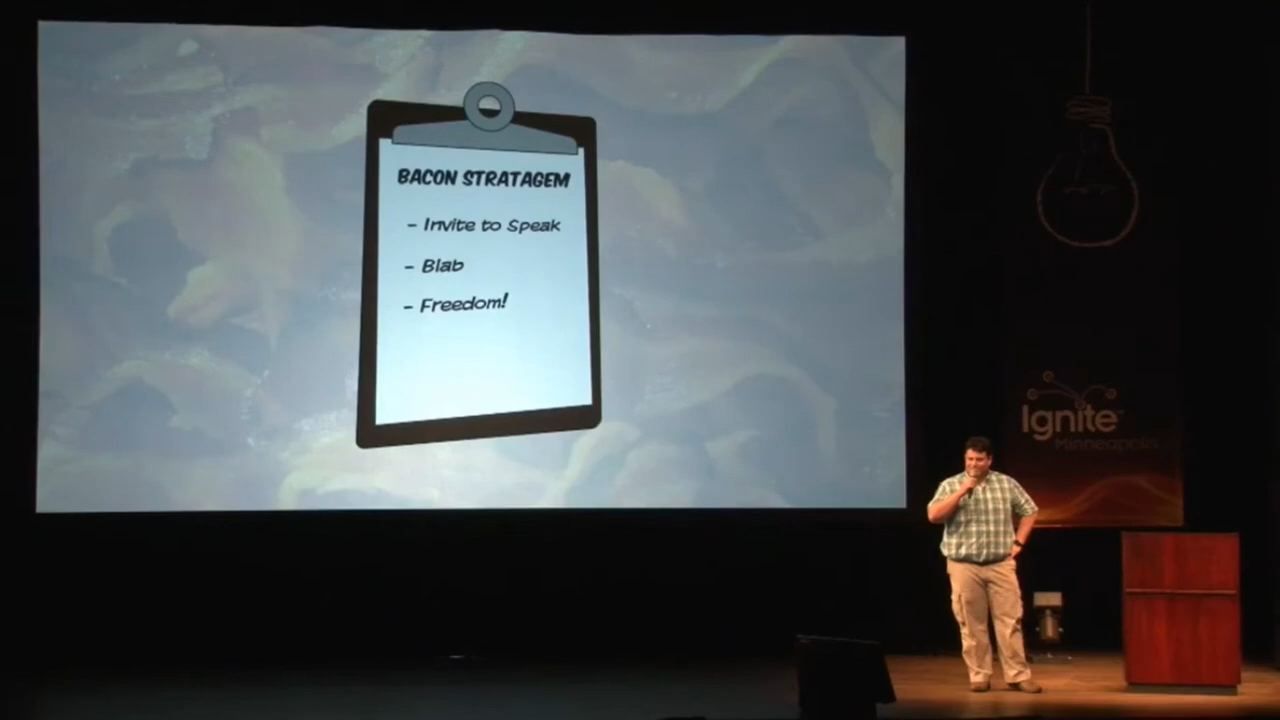 BACON STRATAGEM
- Invite to Speak
- Blab
- Freedom!
Ignite
Minneapolis